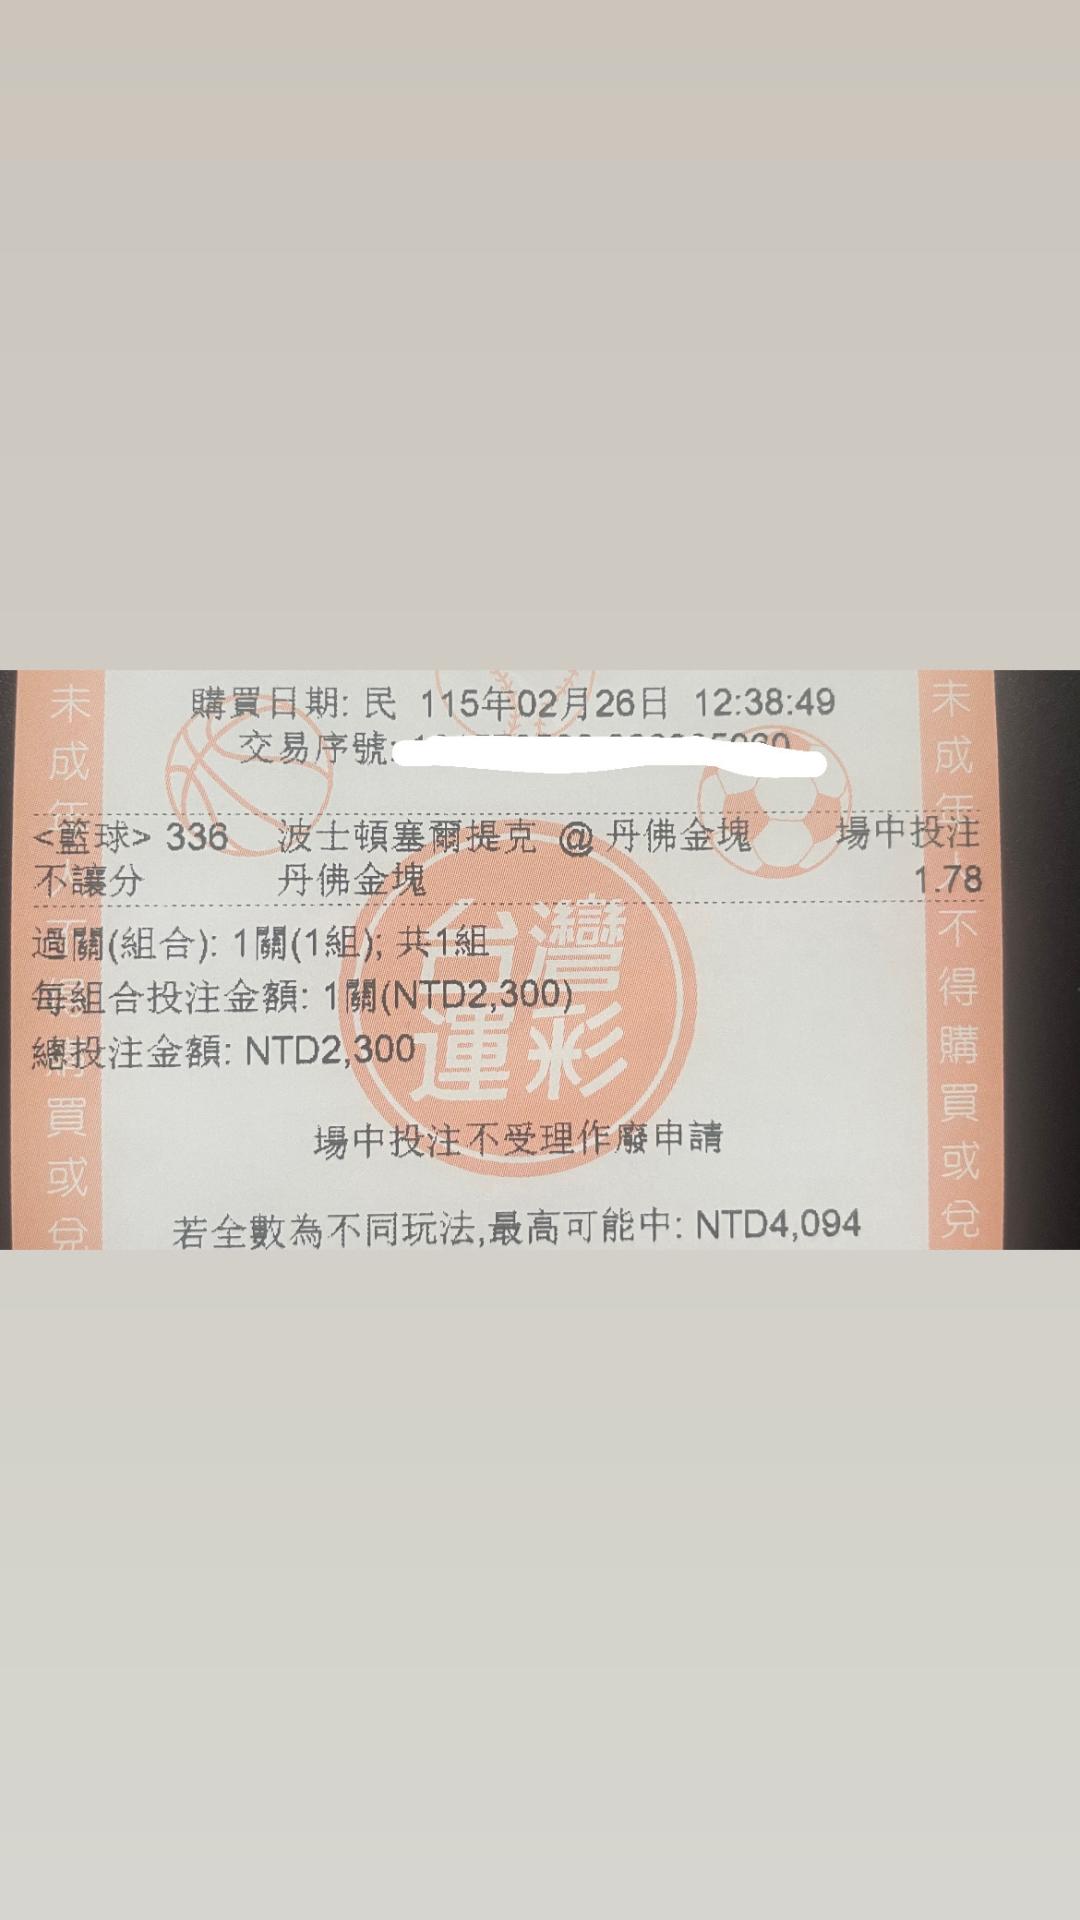 購買日期: 民 115年02月26日 12:38:49
交易序號:
<籃球> 336 波士頓塞爾提克 @ 丹佛金塊 場中投注
不讓分 丹佛金塊 1.78
過關(組合): 1關(1組); 共1組
每組合投注金額: 1關(NTD2,300)
總投注金額: NTD2,300
場中投注不受理作廢申請
若全數為不同玩法,最高可能中: NTD4,094
台灣
運彩
未成年人不得購買或兌
未成年人不得購買或兌